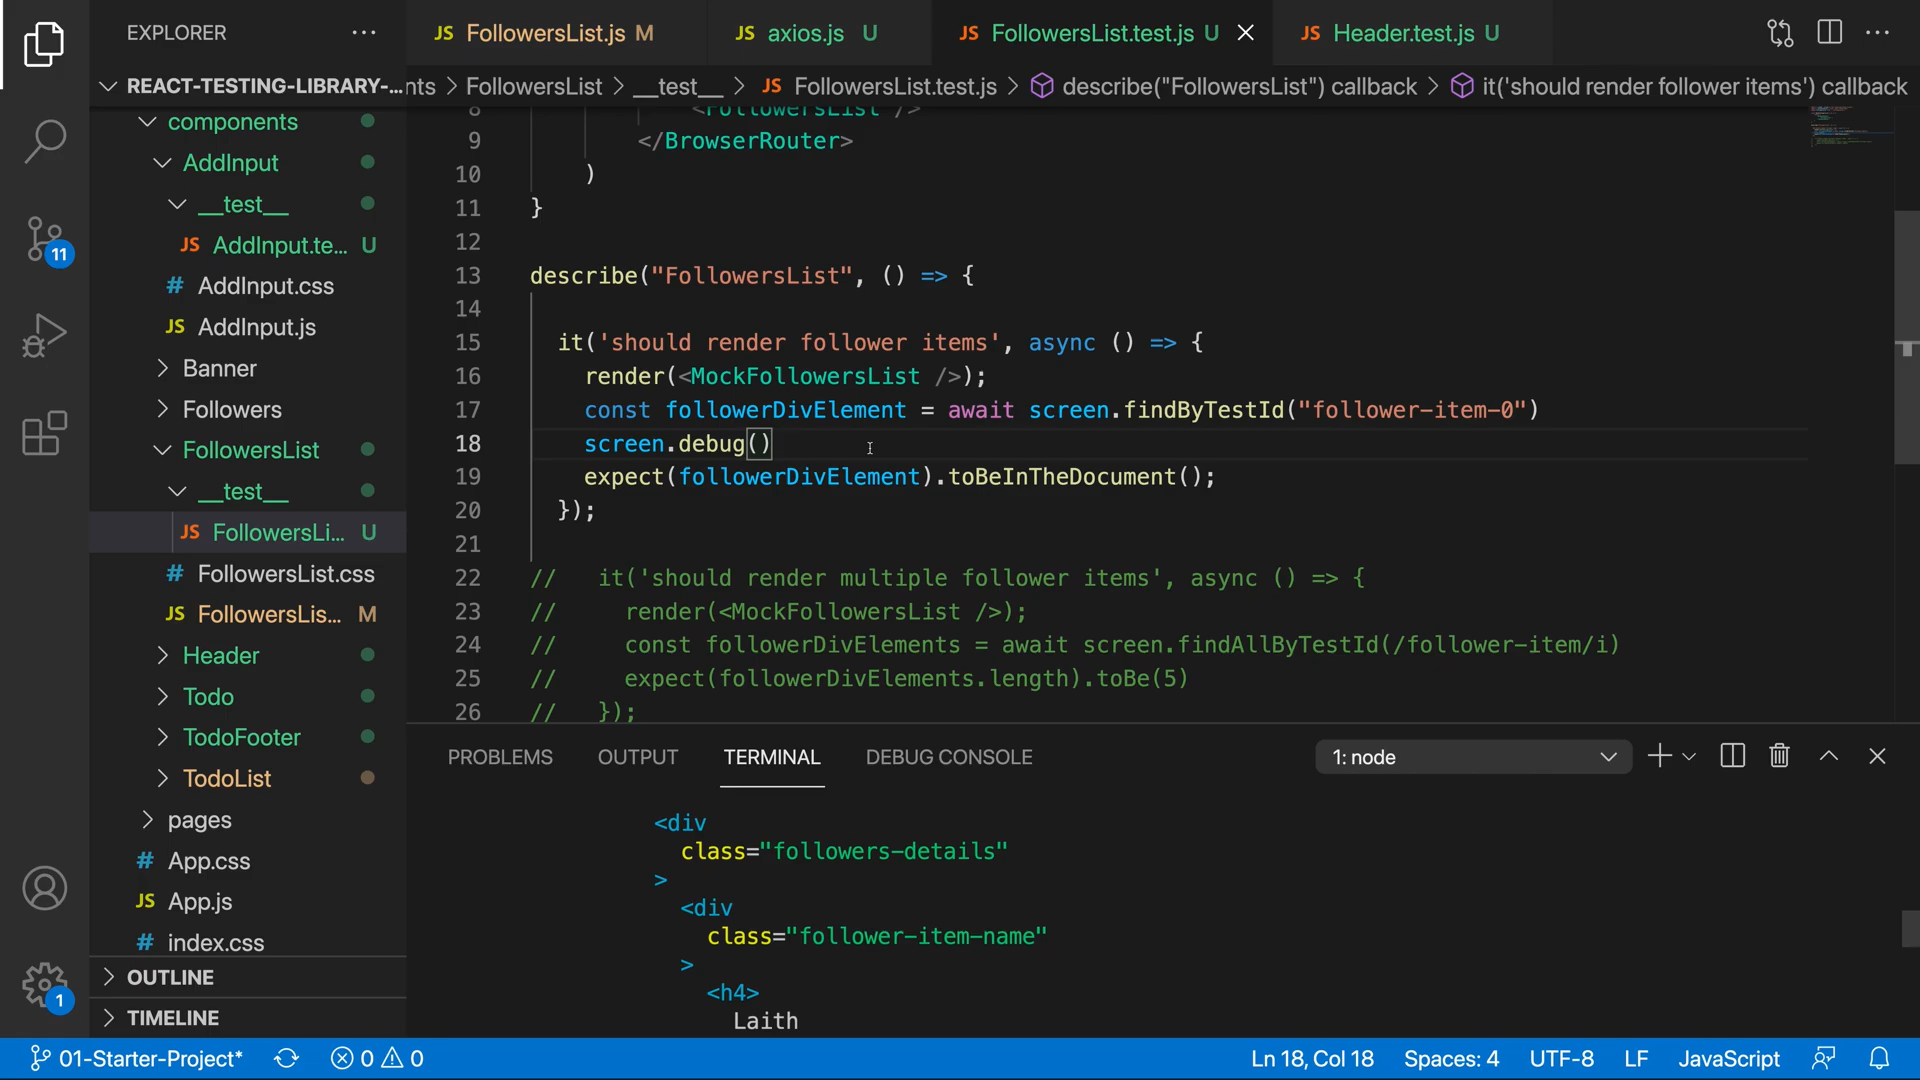 EXPLORER
JS FollowersList.js M
JS axios.js U
JS FollowersList.test.js U
JS Header.test.js U
REACT-TESTING-LIBRARY-...
nts > FollowersList > __test__ > JS FollowersList.test.js > describe("FollowersList") callback > it('should render follower items') callback
components
AddInput
__test__
JS AddInput.te... U
# AddInput.css
JS AddInput.js
Banner
Followers
FollowersList
__test__
JS FollowersLi... U
# FollowersList.css
JS FollowersLis... M
Header
Todo
TodoFooter
TodoList
pages
# App.css
JS App.js
# index.css
OUTLINE
TIMELINE
11
1
8 <FollowersList />
9 </BrowserRouter>
10 )
11 }
12
13 describe("FollowersList", () => {
14
15 it('should render follower items', async () => {
16 render(<MockFollowersList />);
17 const followerDivElement = await screen.findByTestId("follower-item-0")
18 screen.debug()
19 expect(followerDivElement).toBeInTheDocument();
20 });
21
22 // it('should render multiple follower items', async () => {
23 // render(<MockFollowersList />);
24 // const followerDivElements = await screen.findAllByTestId(/follower-item/i)
25 // expect(followerDivElements.length).toBe(5)
26 // });
PROBLEMS OUTPUT TERMINAL DEBUG CONSOLE
1: node
<div
class="followers-details"
>
<div
class="follower-item-name"
>
<h4>
Laith
01-Starter-Project* 0 0
Ln 18, Col 18 Spaces: 4 UTF-8 LF JavaScript